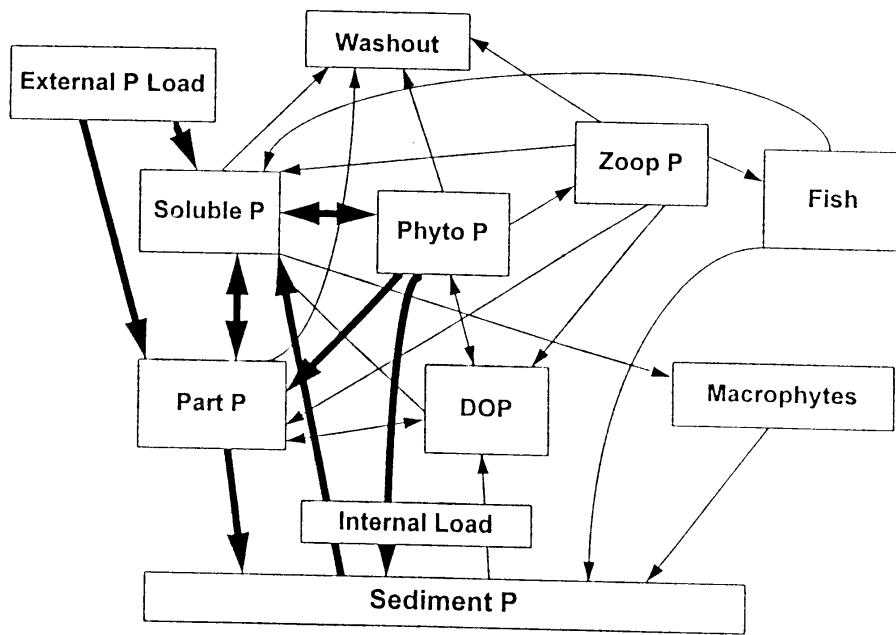 Washout
External P Load
Zoop P
Fish
Soluble P
Phyto P
Macrophytes
Part P
DOP
Internal Load
Sediment P